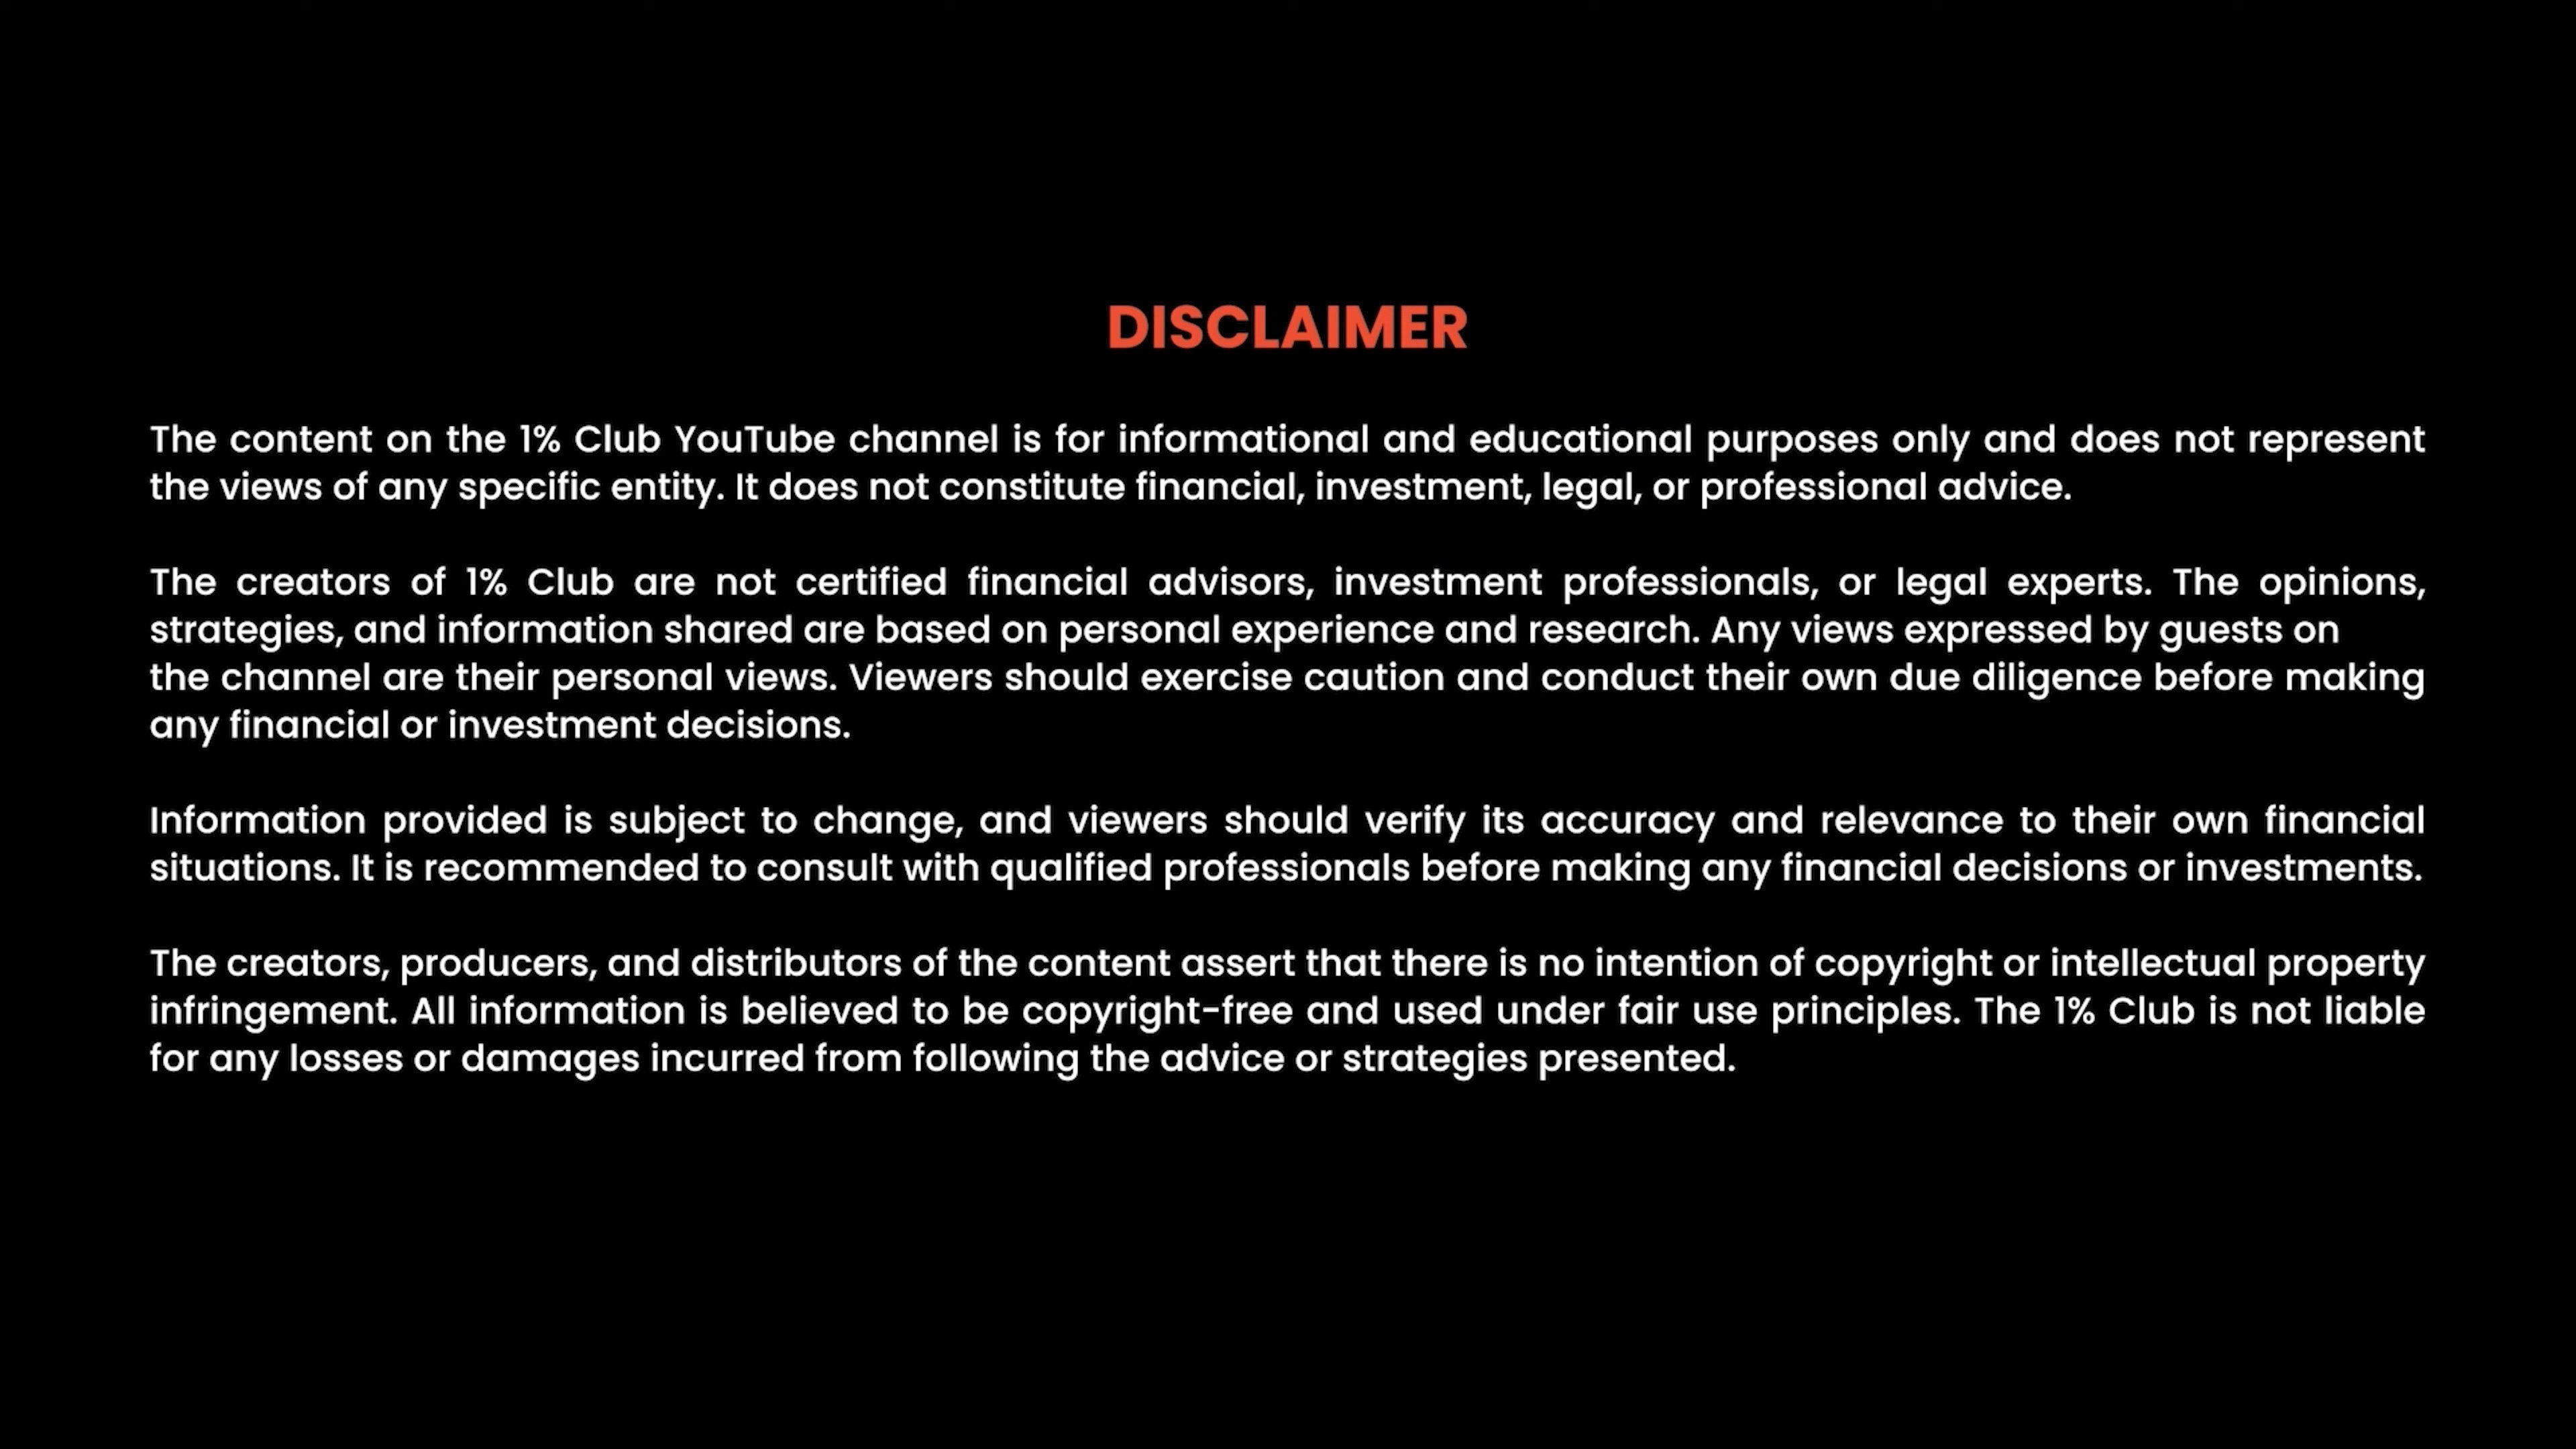 DISCLAIMER
The content on the 1% Club YouTube channel is for informational and educational purposes only and does not represent
the views of any specific entity. It does not constitute financial, investment, legal, or professional advice.
The creators of 1% Club are not certified financial advisors, investment professionals, or legal experts. The opinions,
strategies, and information shared are based on personal experience and research. Any views expressed by guests on
the channel are their personal views. Viewers should exercise caution and conduct their own due diligence before making
any financial or investment decisions.
Information provided is subject to change, and viewers should verify its accuracy and relevance to their own financial
situations. It is recommended to consult with qualified professionals before making any financial decisions or investments.
The creators, producers, and distributors of the content assert that there is no intention of copyright or intellectual property
infringement. All information is believed to be copyright-free and used under fair use principles. The 1% Club is not liable
for any losses or damages incurred from following the advice or strategies presented.